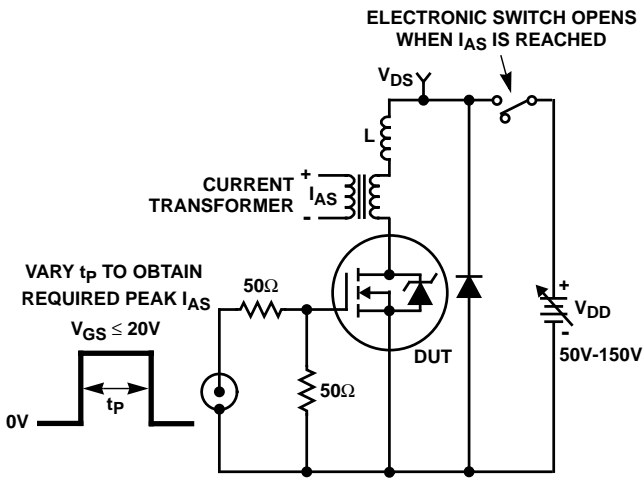 ELECTRONIC SWITCH OPENS
WHEN IAS IS REACHED
VDS
L
+
CURRENT
TRANSFORMER
IAS
-
VARY tP TO OBTAIN
REQUIRED PEAK IAS
50Ω
VGS ≤ 20V
+
VDD
-
50V-150V
DUT
50Ω
tP
0V